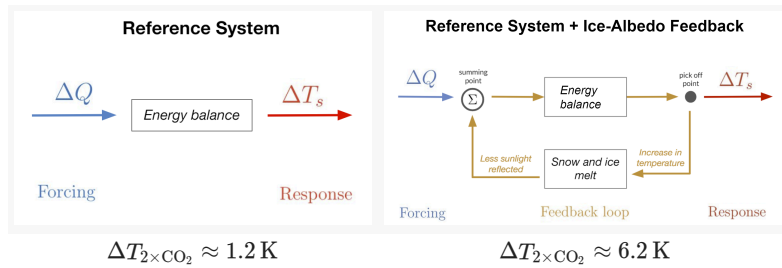 Reference System
ΔQ
Energy balance
ΔT_s
Forcing
Response
ΔT_{2×CO_2} ≈ 1.2 K
Reference System + Ice-Albedo Feedback
ΔQ
summing
point
Σ
Energy
balance
pick off
point
ΔT_s
Less sunlight
reflected
Snow and ice
melt
Increase in
temperature
Forcing
Feedback loop
Response
ΔT_{2×CO_2} ≈ 6.2 K